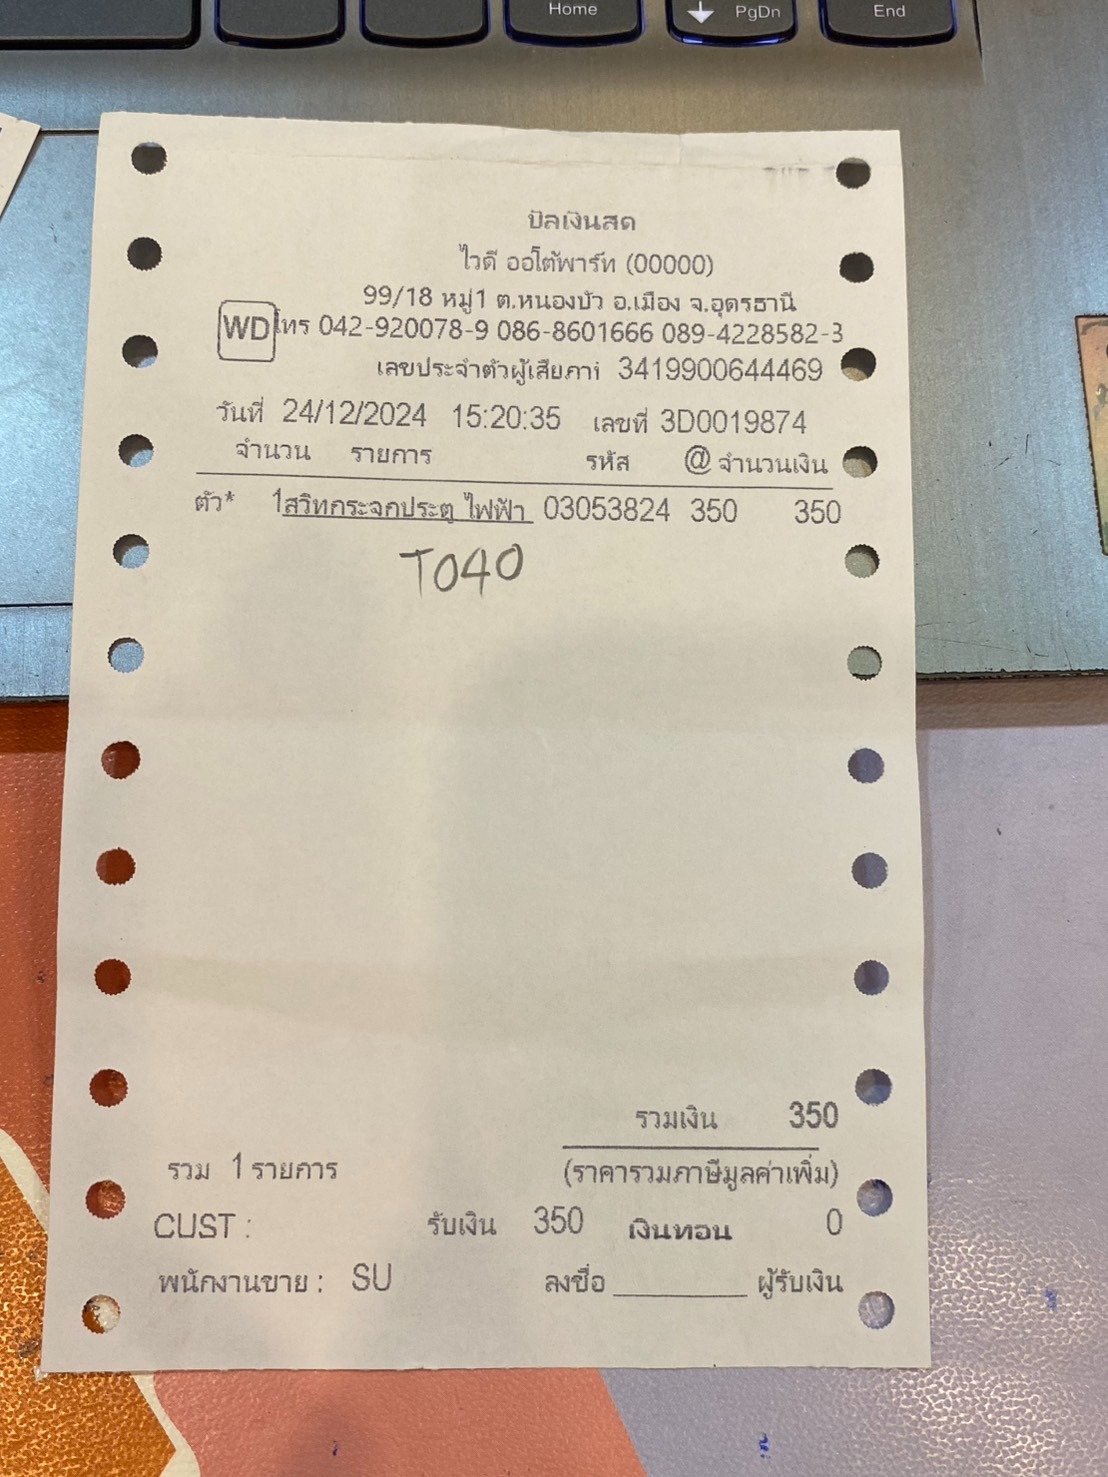 Home
PgDn
End
บิลเงินสด
ไวดี ออโต้พาร์ท (00000)
99/18 หมู่1 ต.หนองบัว อ.เมือง จ.อุดรธานี
WD โทร 042-920078-9 086-8601666 089-4228582-3
เลขประจำตัวผู้เสียภาษี 3419900644469
วันที่ 24/12/2024 15:20:35 เลขที่ 3D0019874
จำนวน รายการ รหัส @ จำนวนเงิน
ตัว* 1สวิทกระจกประตู ไฟฟ้า 03053824 350 350
T040
รวมเงิน 350
รวม 1 รายการ (ราคารวมภาษีมูลค่าเพิ่ม)
CUST : รับเงิน 350 เงินทอน 0
พนักงานขาย : SU ลงชื่อ ________ ผู้รับเงิน